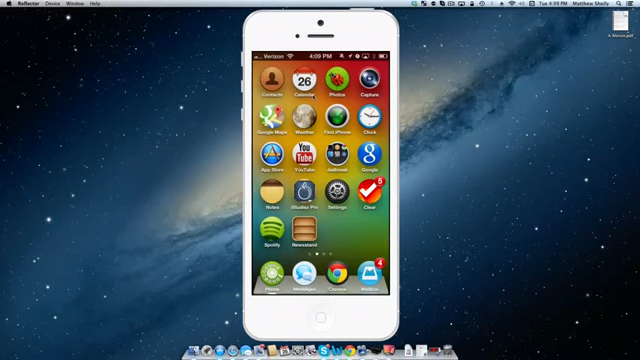 Reflector Device Window Help
Tue 4:09 PM Matthew Shelly
Verizon 4:09 PM
Contacts 26 Calendar Photos Capture
Google Maps Weather Find iPhone Clock
App Store You Tube YouTube Jailbreak g Google
5
Notes iStudiez Pro Settings Clear
Spotify Newsstand
4
Phone Messages Chrome Mailbox